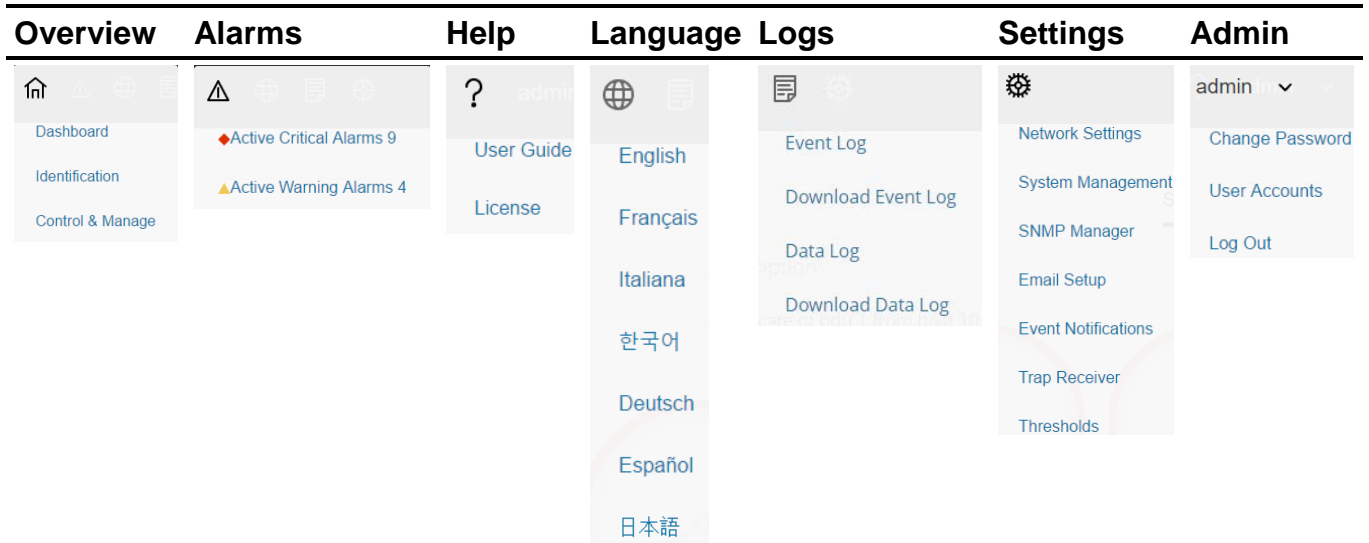 Overview Alarms Help Language Logs Settings Admin
? admin
admin
Dashboard
Identification
Control & Manage
Active Critical Alarms 9
Active Warning Alarms 4
User Guide
License
English
Français
Italiana
한국어
Deutsch
Español
日本語
Event Log
Download Event Log
Data Log
Download Data Log
Network Settings
System Management
SNMP Manager
Email Setup
Event Notifications
Trap Receiver
Thresholds
Change Password
User Accounts
Log Out